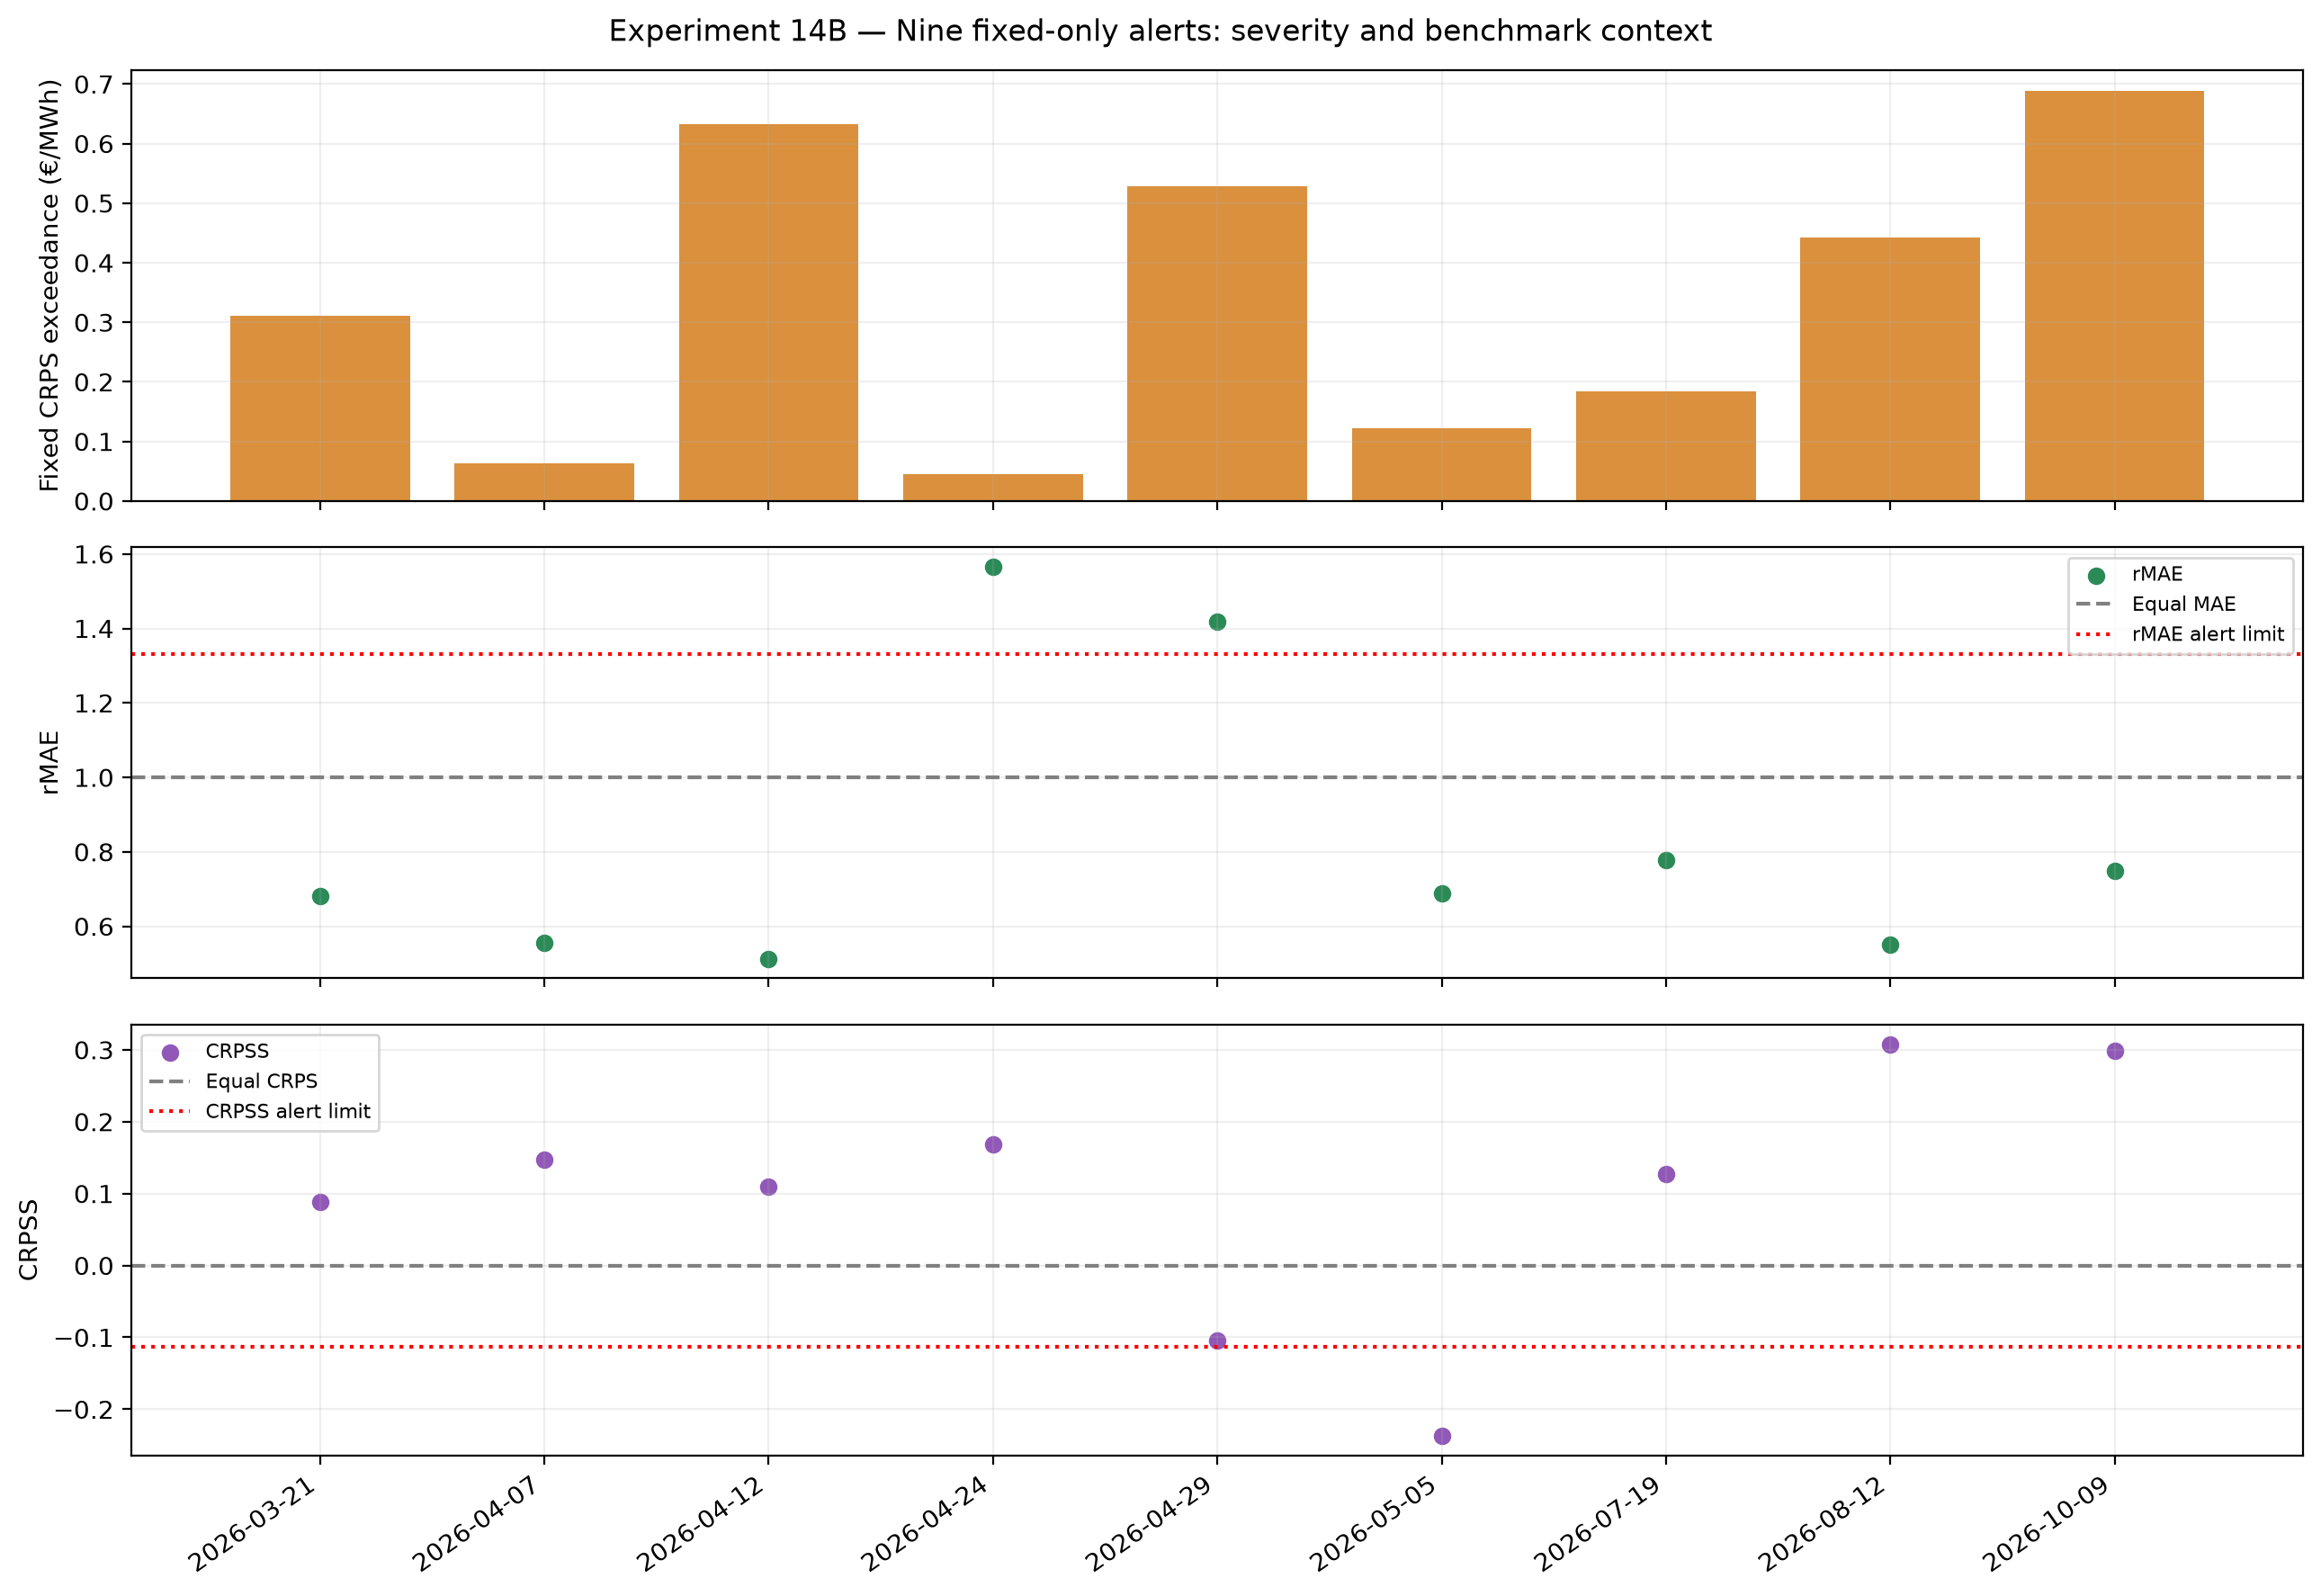 Experiment 14B — Nine fixed-only alerts: severity and benchmark context
Fixed CRPS exceedance (€/MWh)
0.7
0.6
0.5
0.4
0.3
0.2
0.1
0.0
rMAE
1.6
1.4
1.2
1.0
0.8
0.6
rMAE
Equal MAE
rMAE alert limit
CRPSS
0.3
0.2
0.1
0.0
−0.1
−0.2
CRPSS
Equal CRPS
CRPSS alert limit
2026-03-21
2026-04-07
2026-04-12
2026-04-24
2026-04-29
2026-05-05
2026-07-19
2026-08-12
2026-10-09